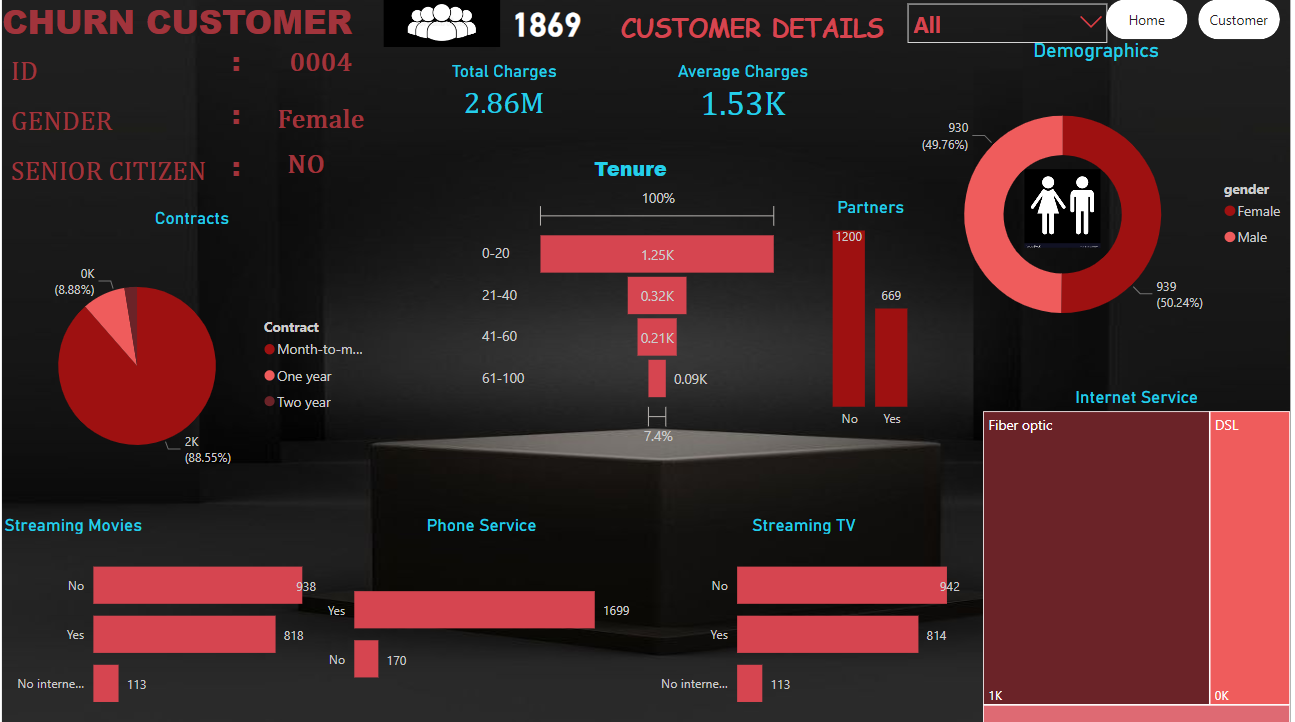 CHURN CUSTOMER
1869
CUSTOMER DETAILS
All
Home
Customer
ID : 0004
GENDER : Female
SENIOR CITIZEN : NO
Total Charges
2.86M
Average Charges
1.53K
Demographics
930
(49.76%)
939
(50.24%)
gender
Female
Male
Contracts
0K
(8.88%)
2K
(88.55%)
Contract
Month-to-m...
One year
Two year
Tenure
100%
0-20 1.25K
21-40 0.32K
41-60 0.21K
61-100 0.09K
7.4%
Partners
1200
669
No Yes
Internet Service
Fiber optic
1K
DSL
0K
Streaming Movies
No 938
Yes 818
No interne... 113
Phone Service
Yes 1699
No 170
Streaming TV
No 942
Yes 814
No interne... 113